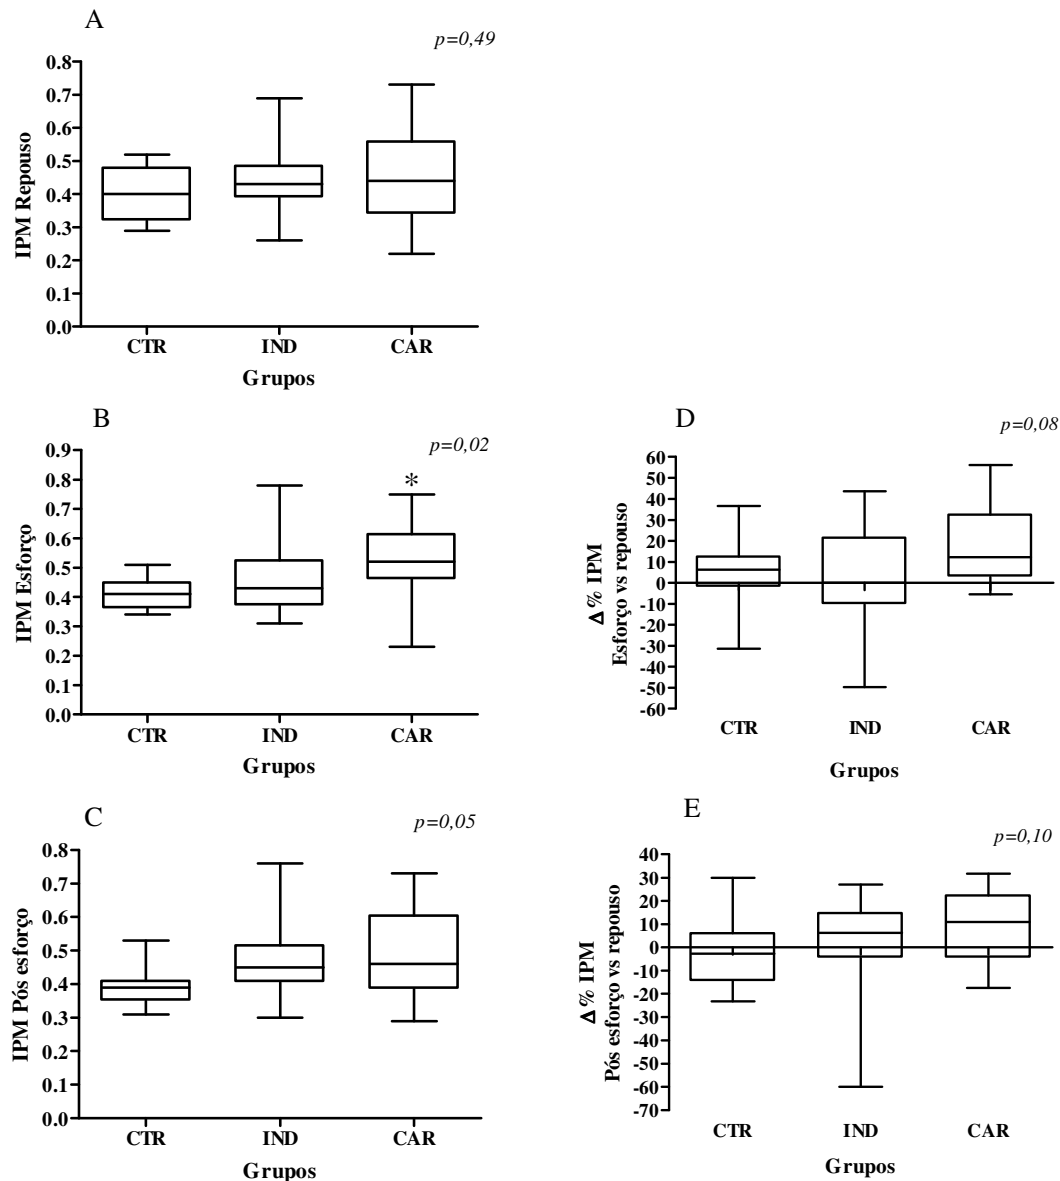 A
p=0,49
IPM Repouso
0.8
0.7
0.6
0.5
0.4
0.3
0.2
0.1
0.0
CTR IND CAR
Grupos
B
p=0,02
IPM Esforço
0.9
0.8
0.7
0.6
0.5
0.4
0.3
0.2
0.1
0.0
*
CTR IND CAR
Grupos
C
p=0,05
IPM Pós esforço
0.8
0.7
0.6
0.5
0.4
0.3
0.2
0.1
0.0
CTR IND CAR
Grupos
D
p=0,08
Δ% IPM
Esforço vs repouso
60
50
40
30
20
10
0
-10
-20
-30
-40
-50
-60
CTR IND CAR
Grupos
E
p=0,10
Δ% IPM
Pós esforço vs repouso
40
30
20
10
0
-10
-20
-30
-40
-50
-60
-70
CTR IND CAR
Grupos